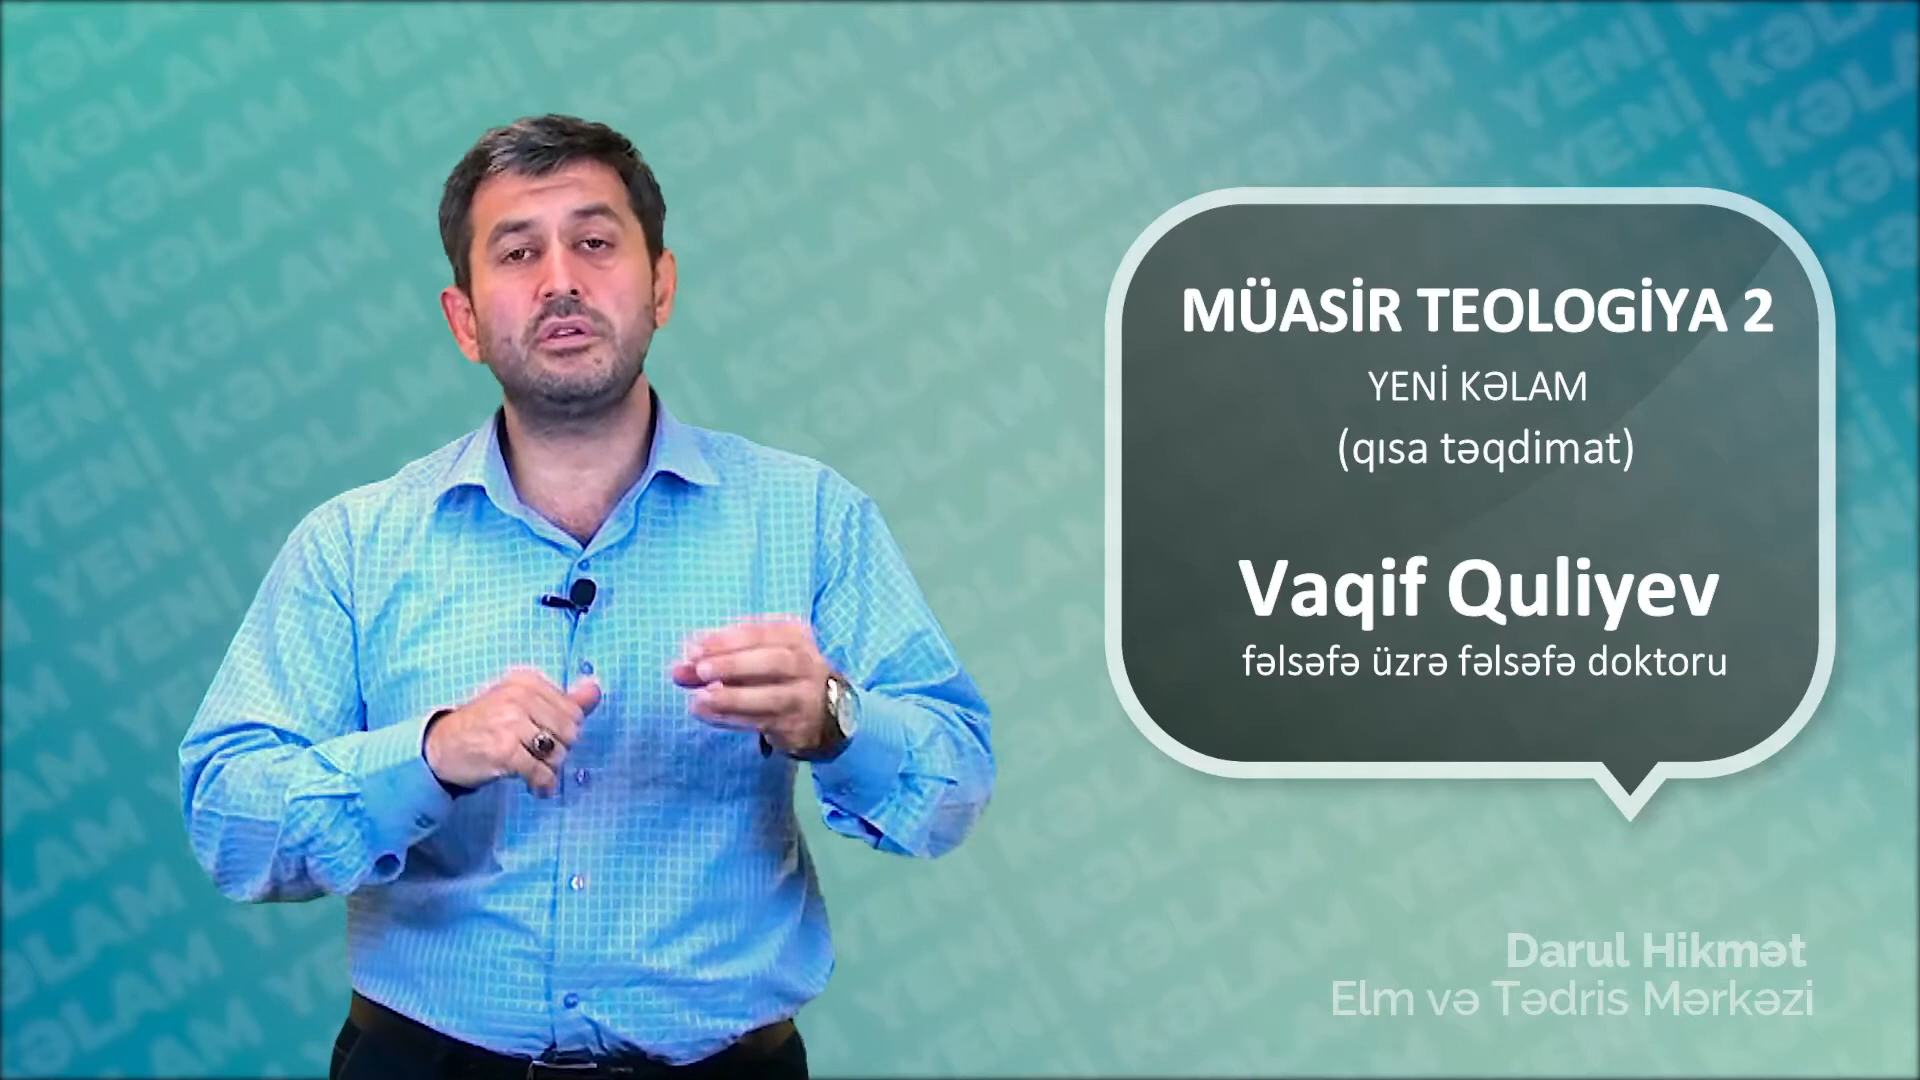 MÜASİR TEOLOGİYA 2
YENİ KƏLAM
(qısa təqdimat)
Vaqif Quliyev
fəlsəfə üzrə fəlsəfə doktoru
Darul Hikmət
Elm və Tədris Mərkəzi